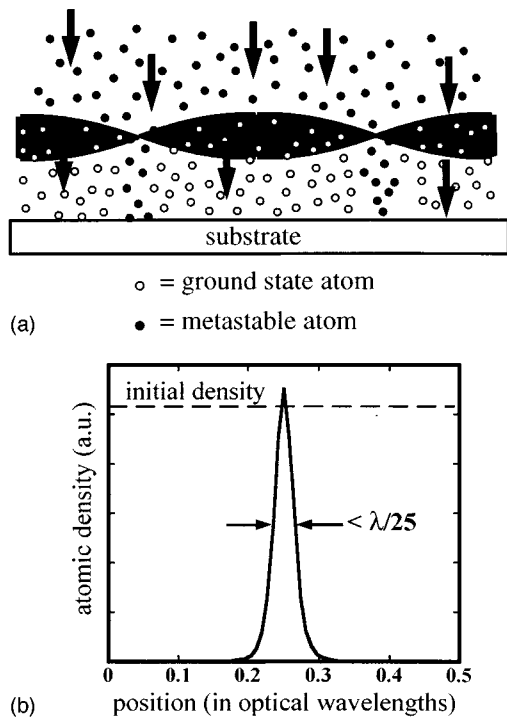 substrate
○ = ground state atom
(a)
● = metastable atom
initial density
< λ/25
atomic density (a.u.)
0 0.1 0.2 0.3 0.4 0.5
(b)
position (in optical wavelengths)